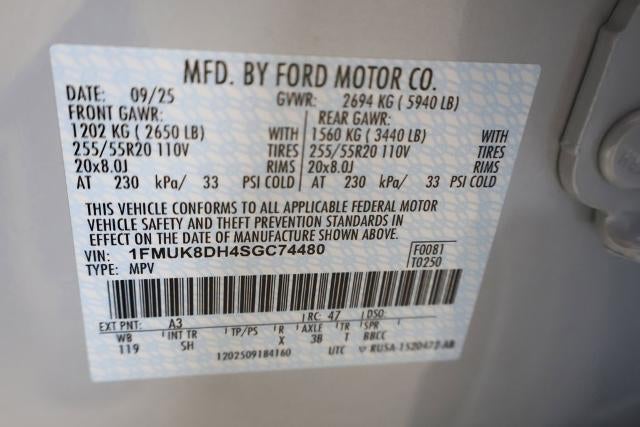 MFD. BY FORD MOTOR CO.
DATE: 09/25 GVWR: 2694 KG ( 5940 LB)
FRONT GAWR: REAR GAWR:
1202 KG ( 2650 LB) WITH 1560 KG ( 3440 LB) WITH
255/55R20 110V TIRES 255/55R20 110V TIRES
20x8.0J RIMS 20x8.0J RIMS
AT 230 kPa/ 33 PSI COLD AT 230 kPa/ 33 PSI COLD
THIS VEHICLE CONFORMS TO ALL APPLICABLE FEDERAL MOTOR
VEHICLE SAFETY AND THEFT PREVENTION STANDARDS IN
EFFECT ON THE DATE OF MANUFACTURE SHOWN ABOVE.
VIN: 1FMUK8DH4SGC74480 F0081
TYPE: MPV T0250
EXT PNT: A3 RC: 47 DSO:
WB INT TR TP/PS R AXLE TR SPR
119 SH X 3B T BBCC
1202509184160 UTC RUSA-1520472-AB